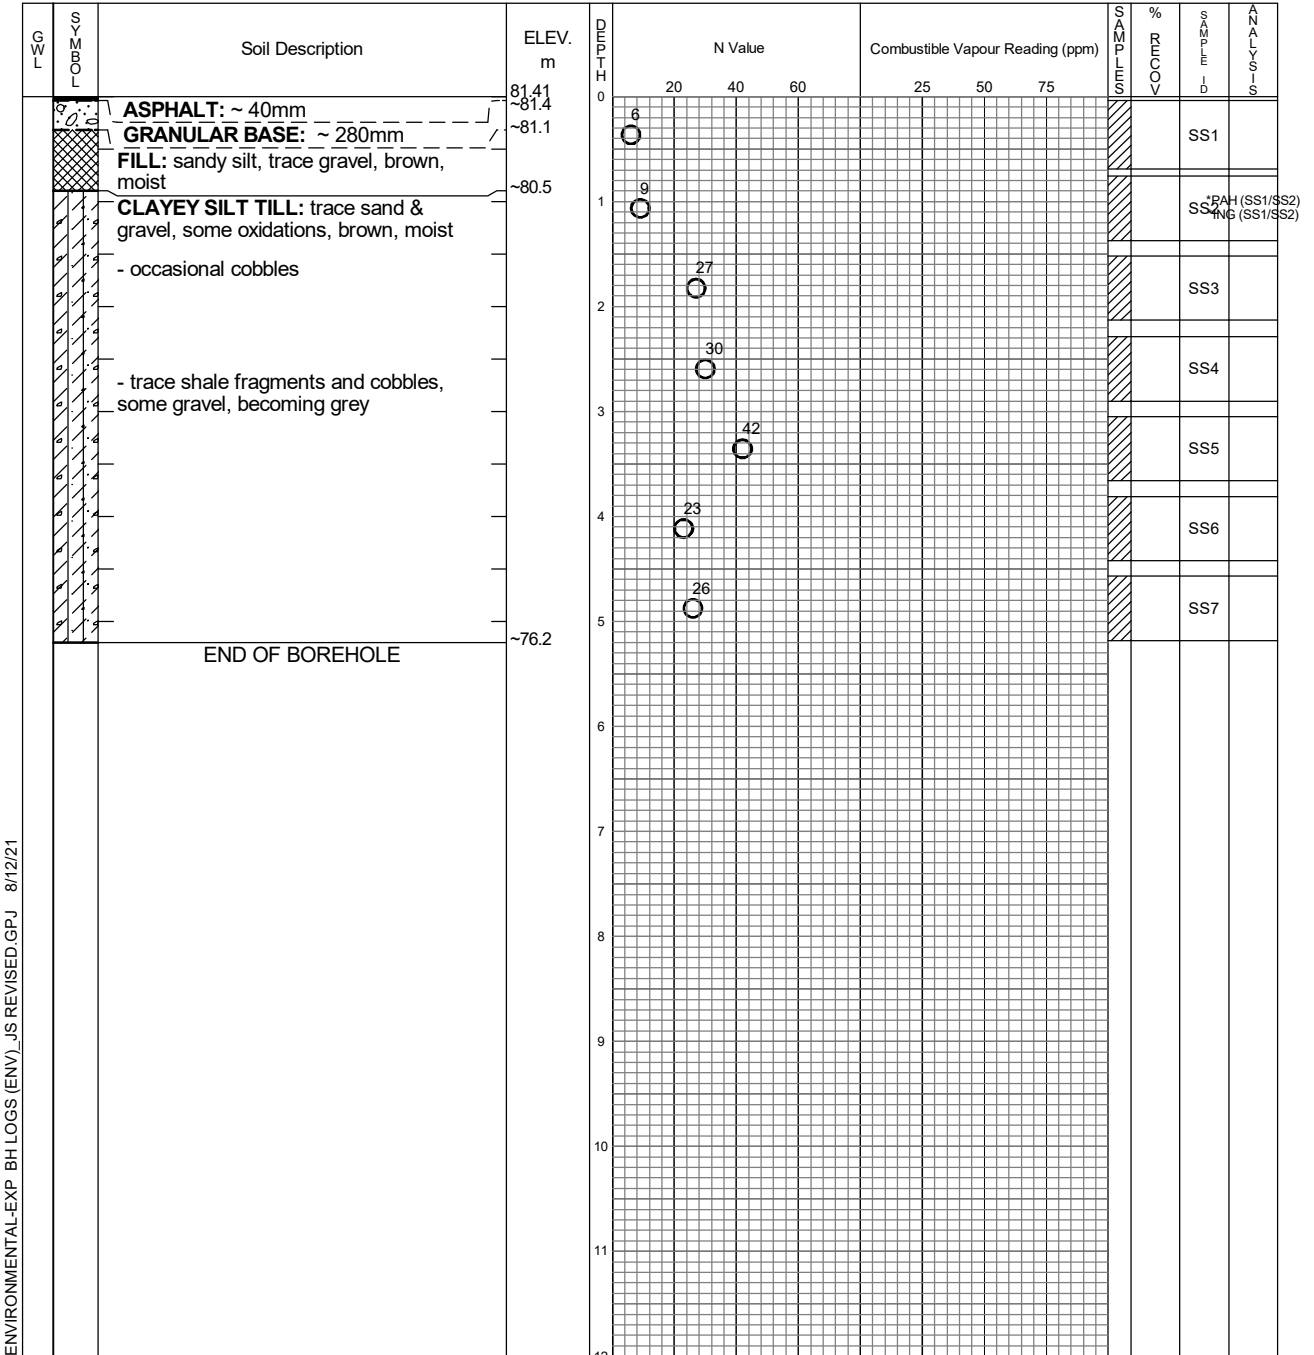 GWL
SYMBOL
Soil Description
ELEV.
m
DEPTH
N Value
Combustible Vapour Reading (ppm)
SAMPLES
% RECOV
SAMPLE ID
ANALYSIS
20 40 60
25 50 75
81.41
0
ASPHALT: ~ 40mm
~81.4
GRANULAR BASE: ~ 280mm
~81.1
6
SS1
FILL: sandy silt, trace gravel, brown,
moist
~80.5
CLAYEY SILT TILL: trace sand &
gravel, some oxidations, brown, moist
1
9
SS2
*PAH (SS1/SS2)
ING (SS1/SS2)
- occasional cobbles
27
SS3
2
30
SS4
- trace shale fragments and cobbles,
some gravel, becoming grey
3
42
SS5
4
23
SS6
26
SS7
5
~76.2
END OF BOREHOLE
6
7
8
9
10
11
12
ENVIRONMENTAL-EXP BH LOGS (ENV)_JS REVISED.GPJ 8/12/21